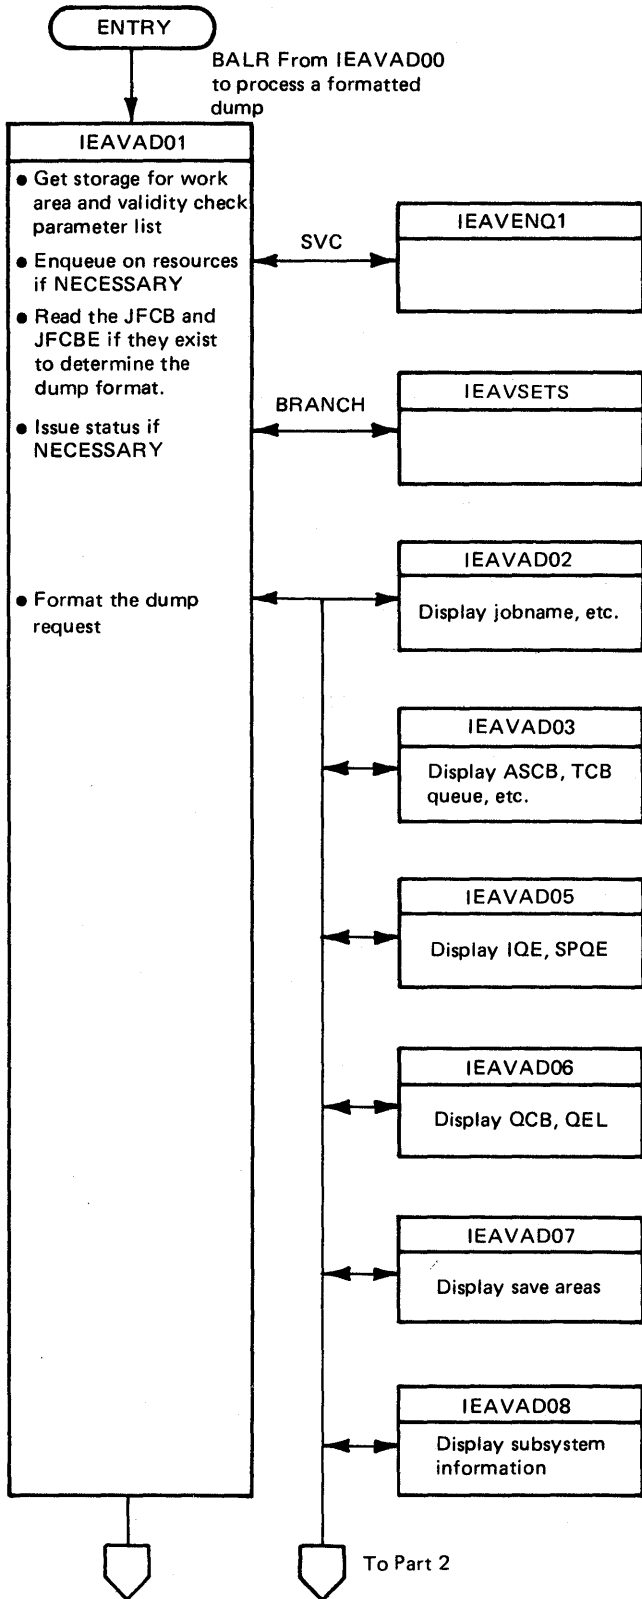 ENTRY
BALR From IEAVAD00
to process a formatted
dump
IEAVAD01
● Get storage for work
area and validity check
parameter list
● Enqueue on resources
if NECESSARY
● Read the JFCB and
JFCBE if they exist
to determine the
dump format.
● Issue status if
NECESSARY
● Format the dump
request
SVC
IEAVENQ1
BRANCH
IEAVSETS
IEAVAD02
Display jobname, etc.
IEAVAD03
Display ASCB, TCB
queue, etc.
IEAVAD05
Display IQE, SPQE
IEAVAD06
Display QCB, QEL
IEAVAD07
Display save areas
IEAVAD08
Display subsystem
information
To Part 2